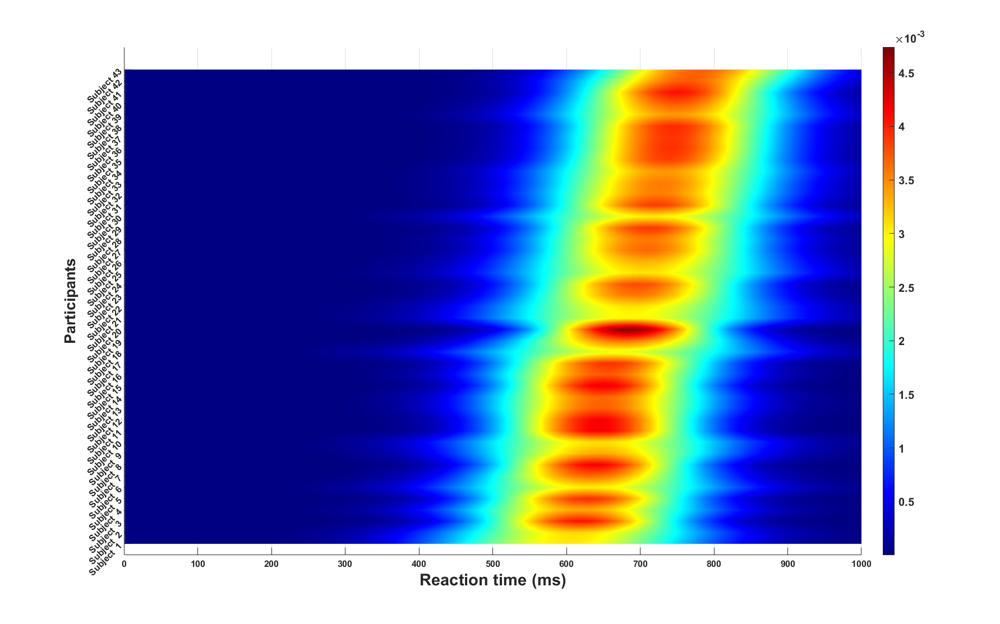 ×10-3
4.5
4
3.5
3
2.5
2
1.5
1
0.5
Participants
Subject 43
Subject 42
Subject 41
Subject 40
Subject 39
Subject 38
Subject 37
Subject 36
Subject 35
Subject 34
Subject 33
Subject 32
Subject 31
Subject 30
Subject 29
Subject 28
Subject 27
Subject 26
Subject 25
Subject 24
Subject 23
Subject 22
Subject 21
Subject 20
Subject 19
Subject 18
Subject 17
Subject 16
Subject 15
Subject 14
Subject 13
Subject 12
Subject 11
Subject 10
Subject 9
Subject 8
Subject 7
Subject 6
Subject 5
Subject 4
Subject 3
Subject 2
Subject 1
Subject
0 100 200 300 400 500 600 700 800 900 1000
Reaction time (ms)